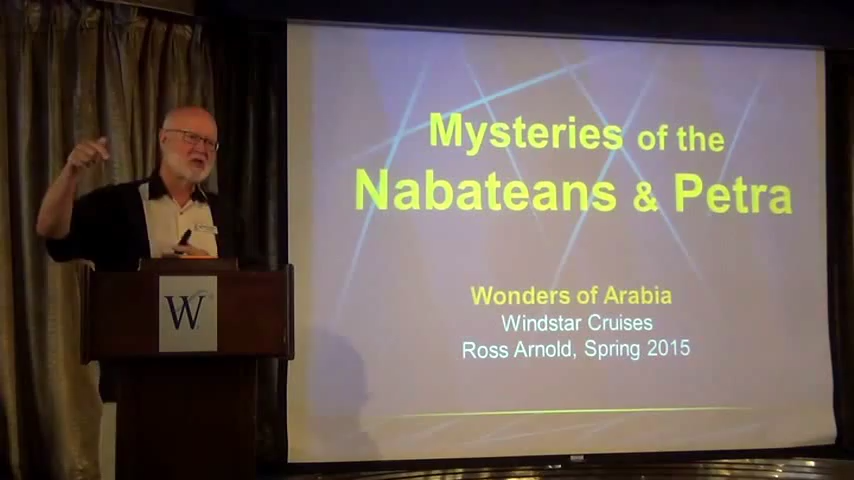 Mysteries of the
Nabateans & Petra
Wonders of Arabia
Windstar Cruises
Ross Arnold, Spring 2015
W